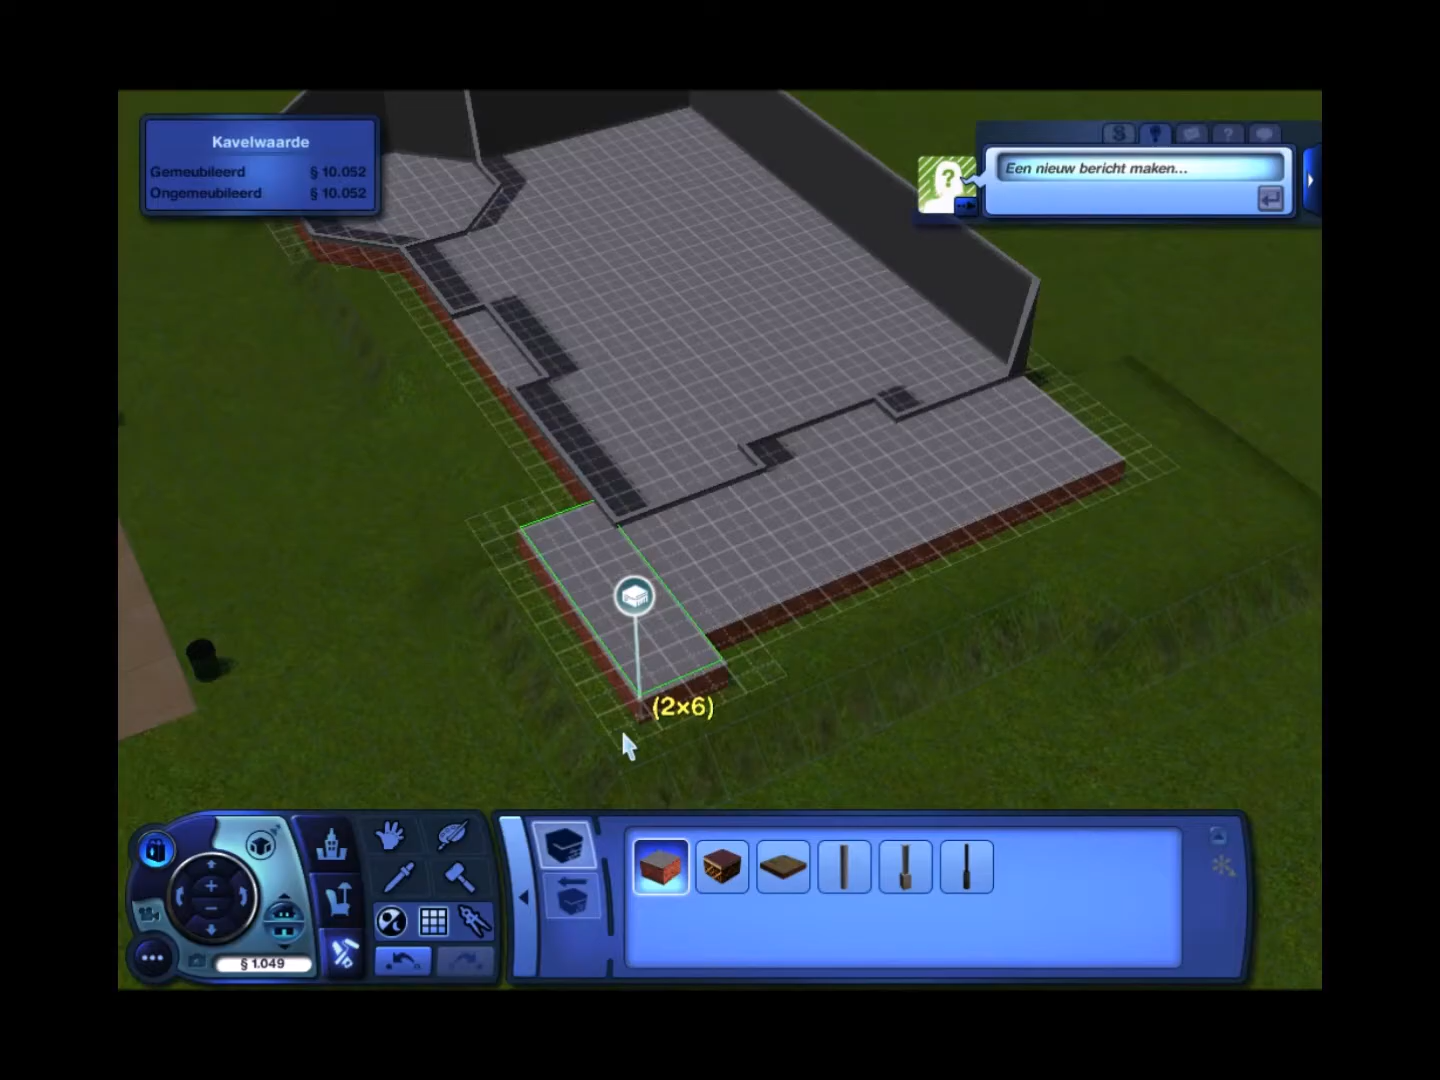 Kavelwaarde
Gemeubileerd § 10.052
Ongemeubileerd § 10.052
Een nieuw bericht maken...
(2×6)
§ 1.049